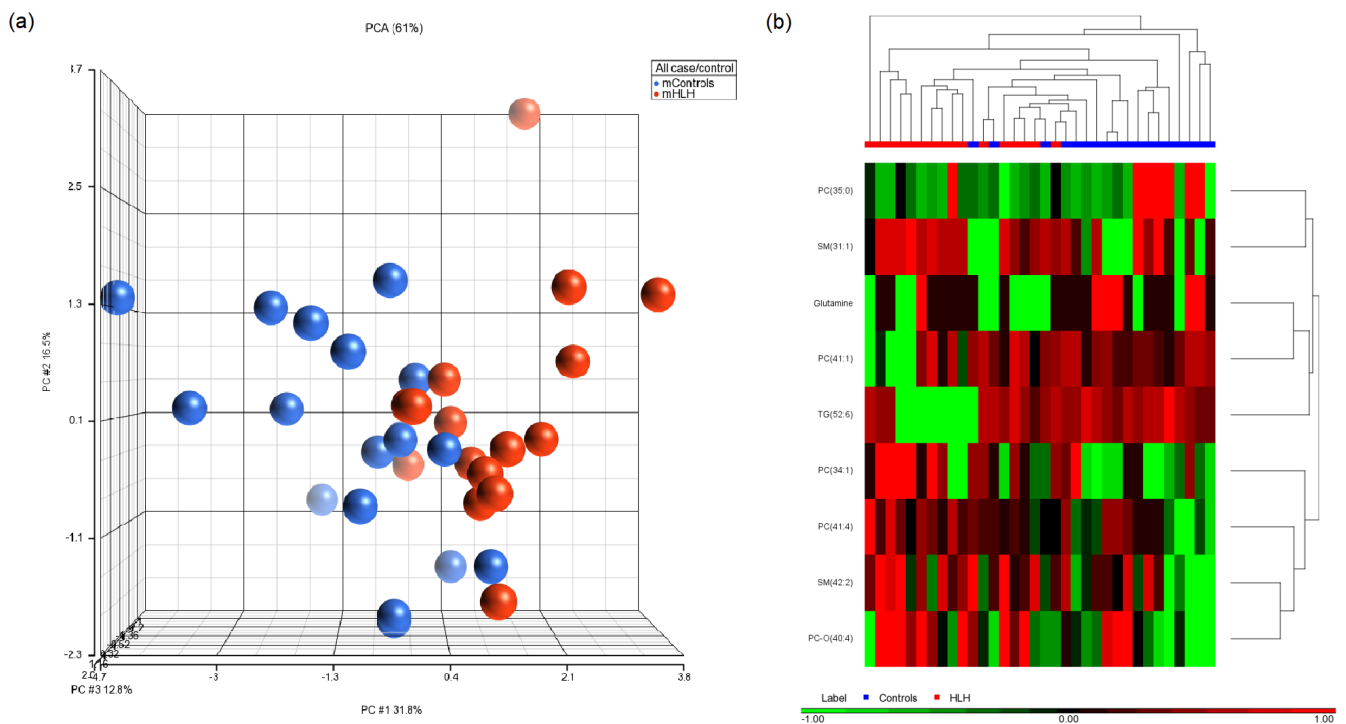 (a)
PCA (61%)
All case/control
mControls
mHLH
3.7
2.5
1.3
0.1
-1.1
-2.3
PC #2 16.5%
-4.7
-3
-1.3
0.4
2.1
3.8
PC #3 12.8%
PC #1 31.8%
(b)
PC(35:0)
SM(31:1)
Glutamine
PC(41:1)
TG(52:6)
PC(34:1)
PC(41:4)
SM(42:2)
PC-O(40:4)
Label Controls HLH
-1.00 0.00 1.00